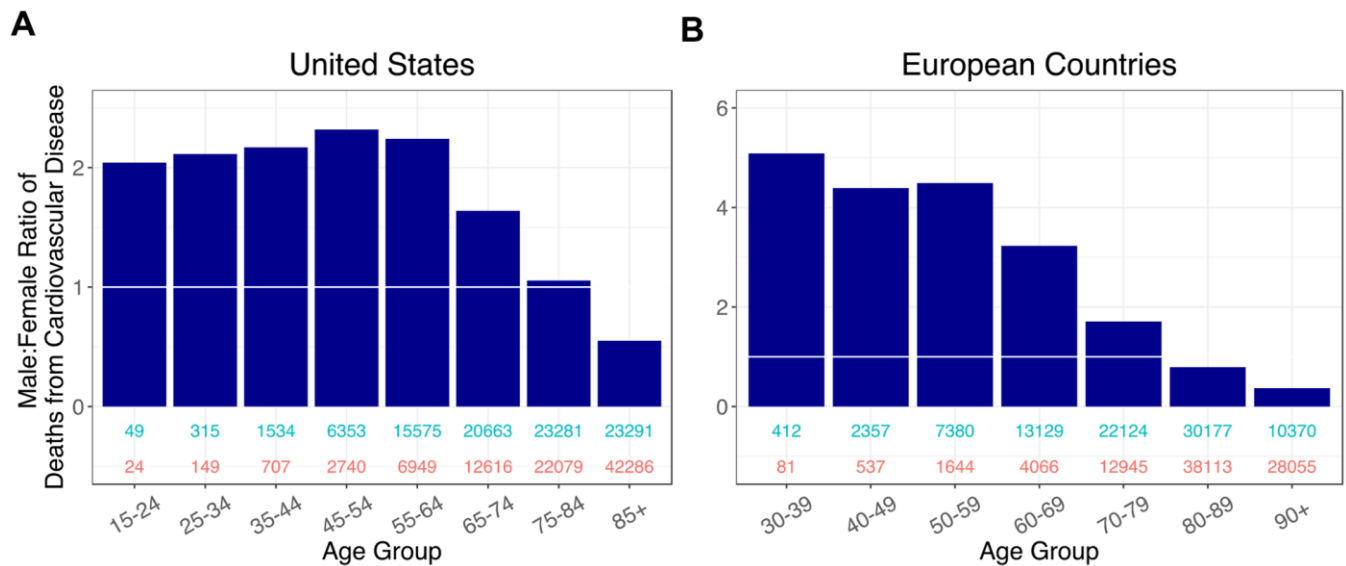 A
United States
Male:Female Ratio of
Deaths from Cardiovascular Disease
2
1
0
49 315 1534 6353 15575 20663 23281 23291
24 149 707 2740 6949 12616 22079 42286
15-24 25-34 35-44 45-54 55-64 65-74 75-84 85+
Age Group
B
European Countries
6
4
2
0
412 2357 7380 13129 22124 30177 10370
81 537 1644 4066 12945 38113 28055
30-39 40-49 50-59 60-69 70-79 80-89 90+
Age Group